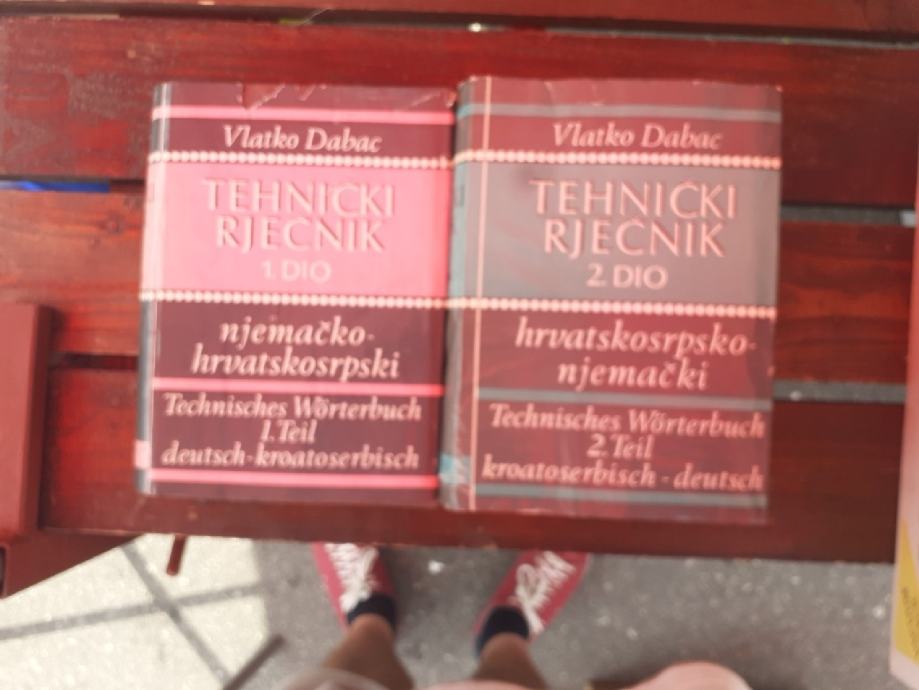 Vlatko Dabac
TEHNIČKI
RJEČNIK
1. DIO
njemačko-
hrvatskosrpski
Technisches Wörterbuch
1. Teil
deutsch-kroatoserbisch
Vlatko Dabac
TEHNIČKI
RJEČNIK
2. DIO
hrvatskosrpsko-
njemački
Technisches Wörterbuch
2. Teil
kroatoserbisch - deutsch